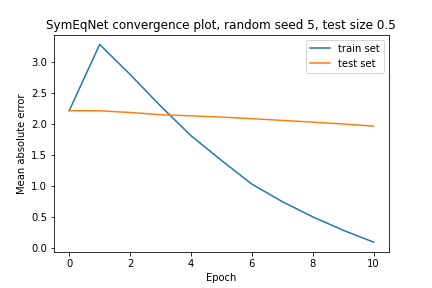 SymEqNet convergence plot, random seed 5, test size 0.5
train set
test set
Mean absolute error
3.0
2.5
2.0
1.5
1.0
0.5
0.0
0 2 4 6 8 10
Epoch